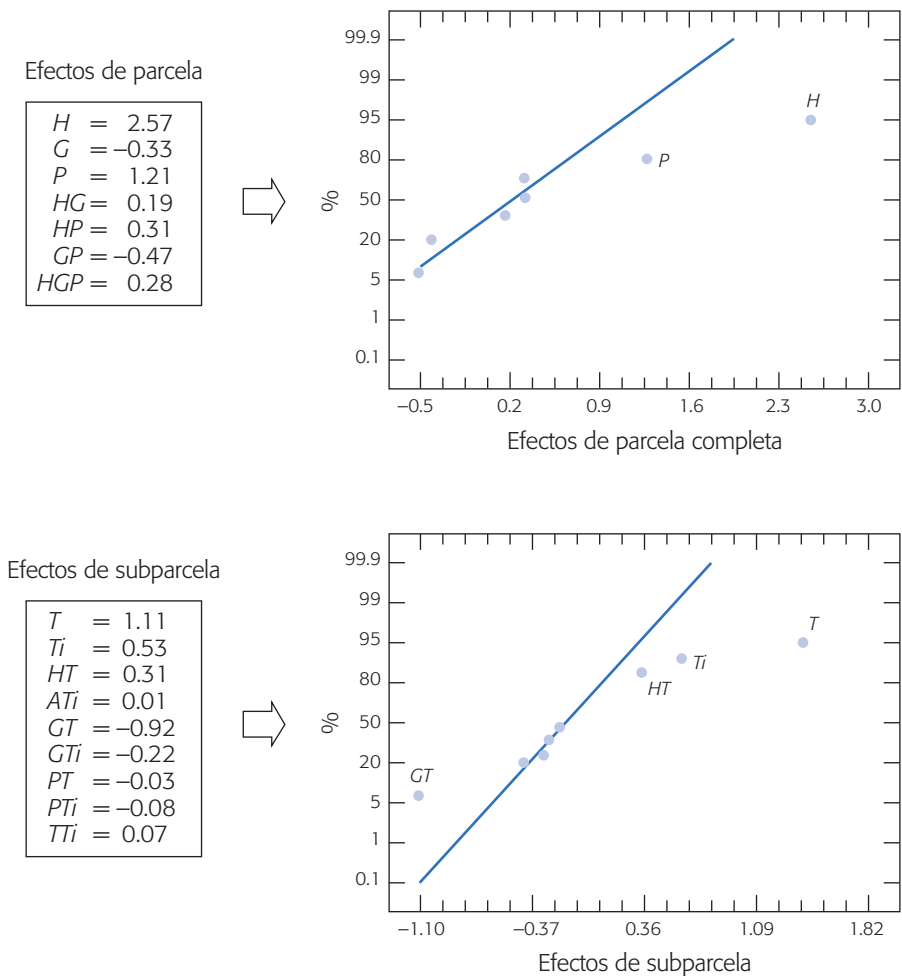 Efectos de parcela
H = 2.57
G = −0.33
P = 1.21
HG = 0.19
HP = 0.31
GP = −0.47
HGP = 0.28
99.9
99
95
80
50
20
5
1
0.1
%
H
P
−0.5 0.2 0.9 1.6 2.3 3.0
Efectos de parcela completa
Efectos de subparcela
T = 1.11
Ti = 0.53
HT = 0.31
ATi = 0.01
GT = −0.92
GTi = −0.22
PT = −0.03
PTi = −0.08
TTi = 0.07
99.9
99
95
80
50
20
5
1
0.1
%
T
Ti
HT
GT
−1.10 −0.37 0.36 1.09 1.82
Efectos de subparcela